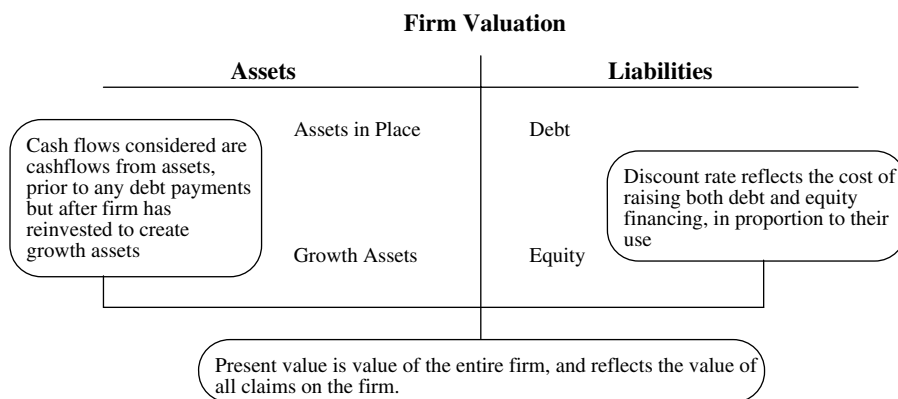 Firm Valuation
Assets
Liabilities
Assets in Place
Debt
Cash flows considered are
cashflows from assets,
prior to any debt payments
but after firm has
reinvested to create
growth assets
Discount rate reflects the cost of
raising both debt and equity
financing, in proportion to their
use
Growth Assets
Equity
Present value is value of the entire firm, and reflects the value of
all claims on the firm.